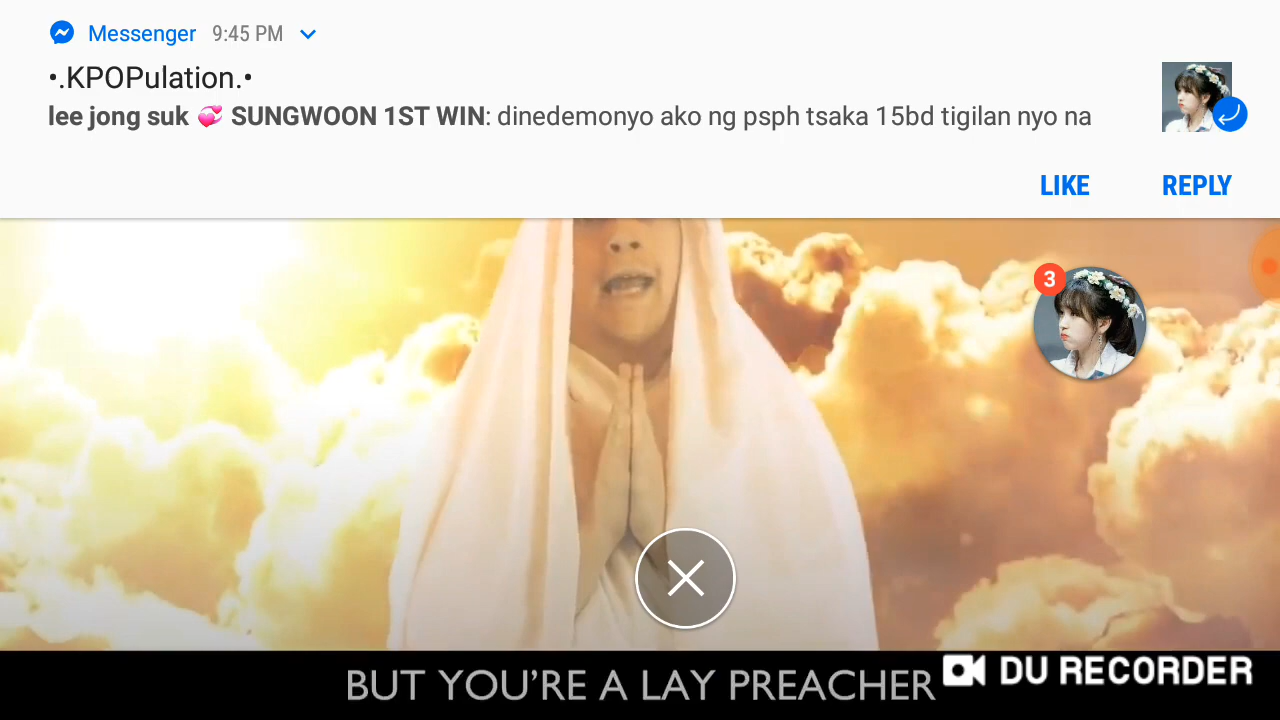 Messenger 9:45 PM
•.KPOPulation.•
lee jong suk 💞 SUNGWOON 1ST WIN: dinedemonyo ako ng psph tsaka 15bd tigilan nyo na
LIKE REPLY
3
BUT YOU'RE A LAY PREACHER
DU RECORDER